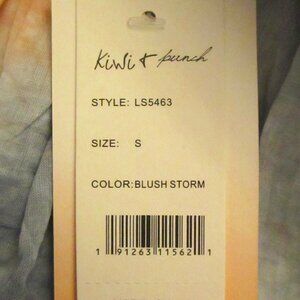 Kiwi + punch
STYLE: LS5463
SIZE: S
COLOR:BLUSH STORM
1 91263 11562 1